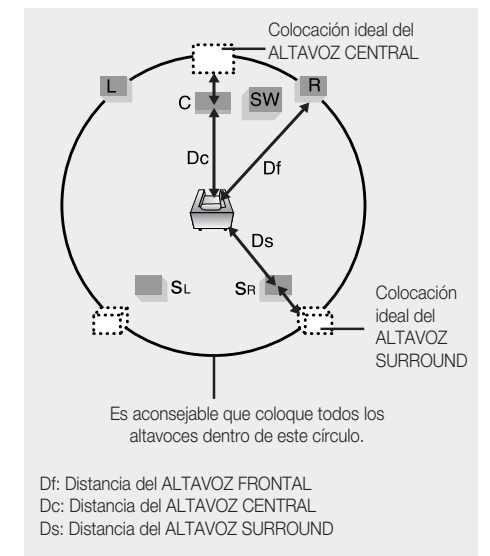 Colocación ideal del
ALTAVOZ CENTRAL
L
C
SW
R
Dc
Df
Ds
SL
SR
Colocación
ideal del
ALTAVOZ
SURROUND
Es aconsejable que coloque todos los
altavoces dentro de este círculo.
Df: Distancia del ALTAVOZ FRONTAL
Dc: Distancia del ALTAVOZ CENTRAL
Ds: Distancia del ALTAVOZ SURROUND